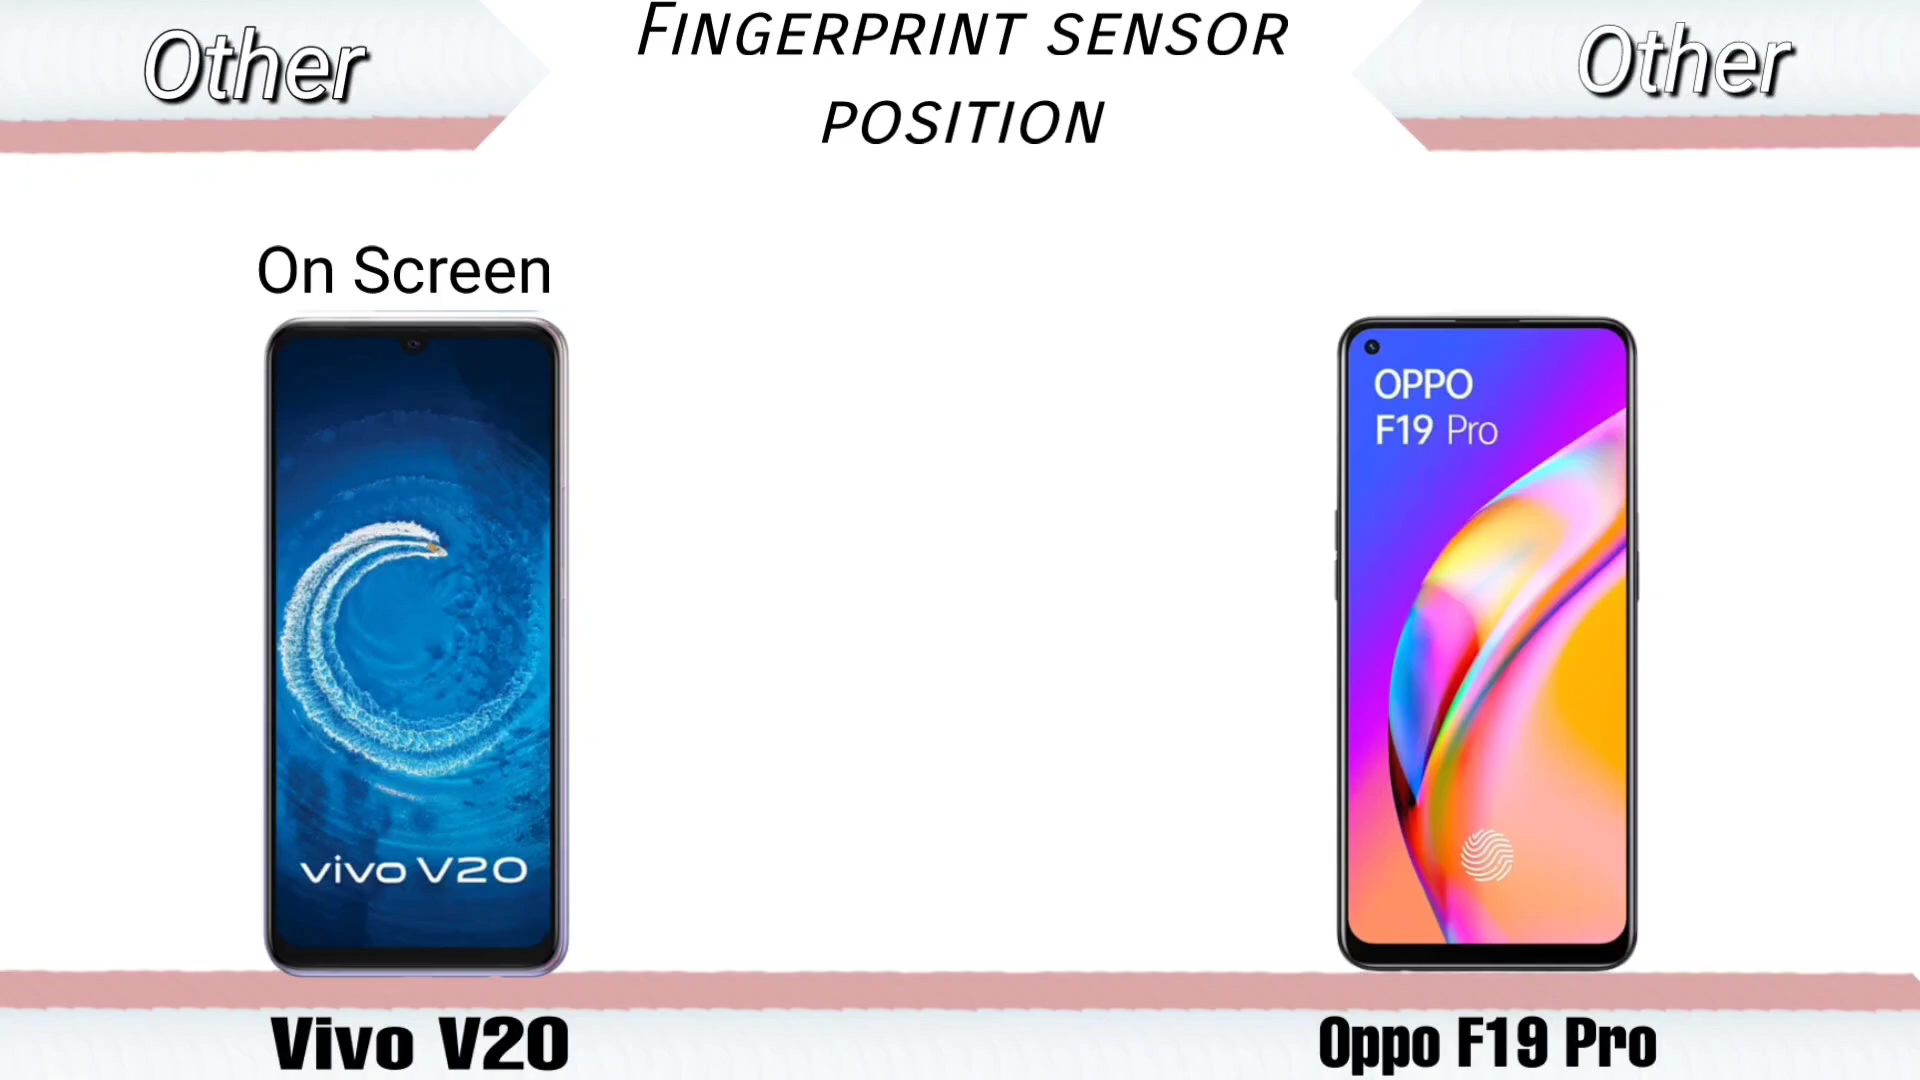 Other
FINGERPRINT SENSOR
POSITION
Other
On Screen
OPPO
F19 Pro
vivo V20
Vivo V20
Oppo F19 Pro